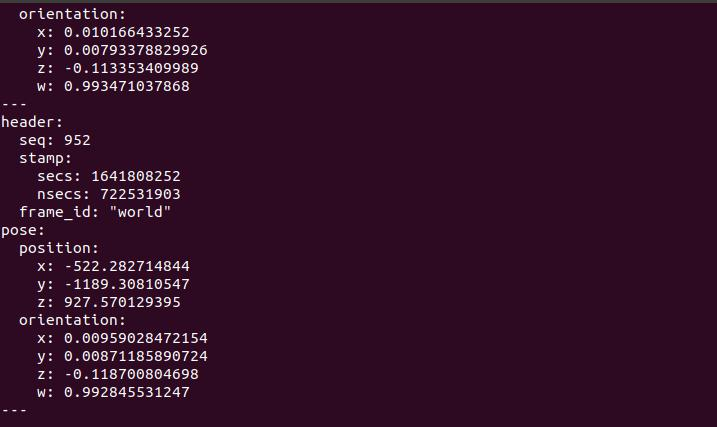 orientation:
x: 0.010166433252
y: 0.00793378829926
z: -0.113353409989
w: 0.993471037868
---
header:
seq: 952
stamp:
secs: 1641808252
nsecs: 722531903
frame_id: "world"
pose:
position:
x: -522.282714844
y: -1189.30810547
z: 927.570129395
orientation:
x: 0.00959028472154
y: 0.00871185890724
z: -0.118700804698
w: 0.992845531247
---